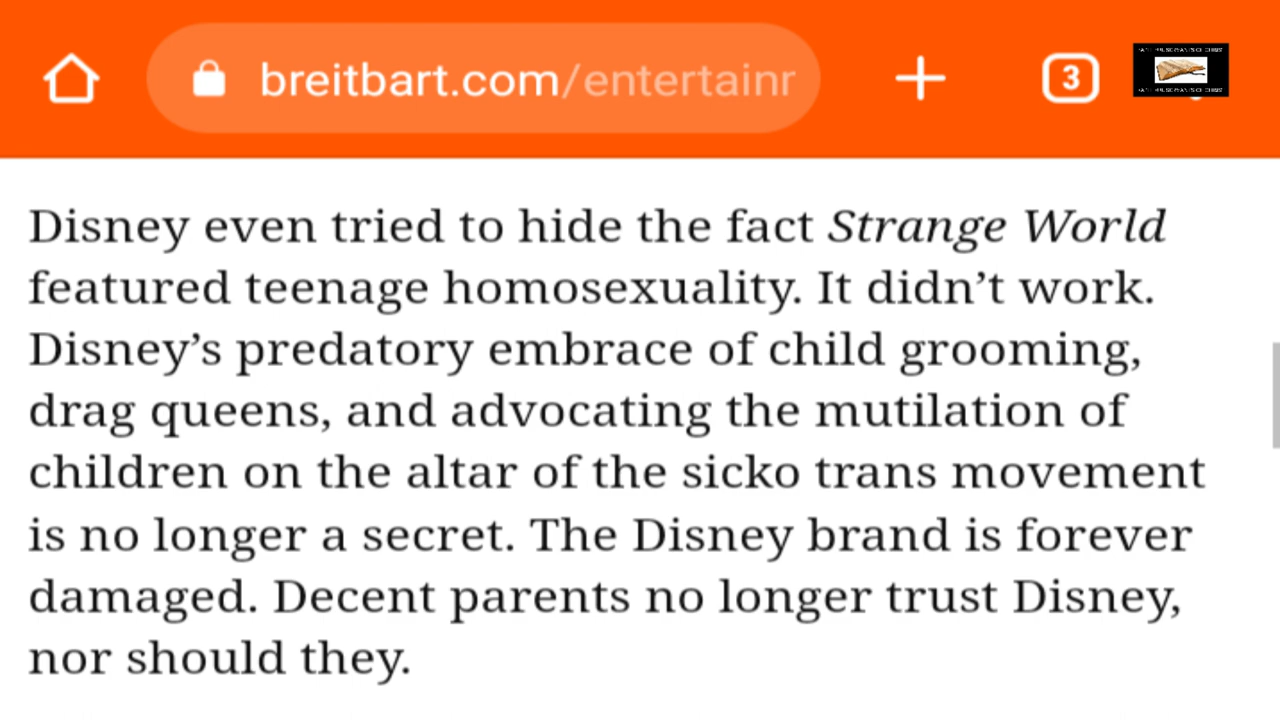 breitbart.com/entertainr
3
Disney even tried to hide the fact Strange World
featured teenage homosexuality. It didn’t work.
Disney’s predatory embrace of child grooming,
drag queens, and advocating the mutilation of
children on the altar of the sicko trans movement
is no longer a secret. The Disney brand is forever
damaged. Decent parents no longer trust Disney,
nor should they.